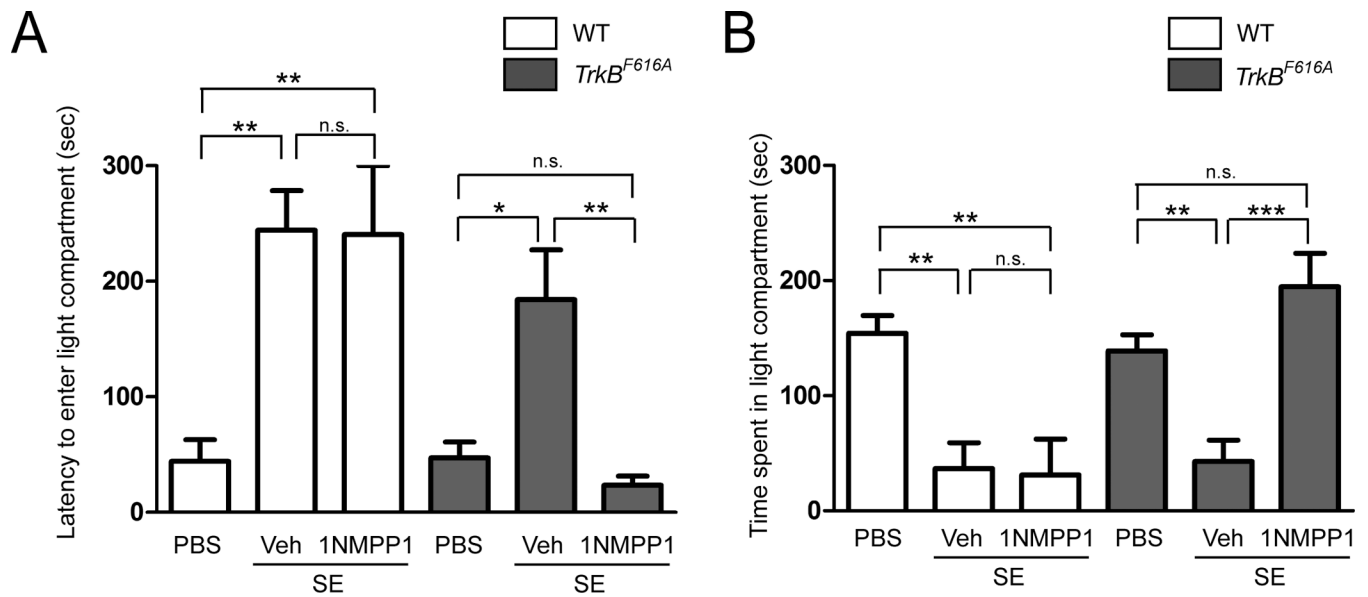 A
WT
TrkB^F616A
Latency to enter light compartment (sec)
300
200
100
0
**
**
n.s.
n.s.
*
**
PBS
Veh
1NMPP1
PBS
Veh
1NMPP1
SE
SE
B
WT
TrkB^F616A
Time spent in light compartment (sec)
300
200
100
0
**
**
n.s.
n.s.
**
***
PBS
Veh
1NMPP1
PBS
Veh
1NMPP1
SE
SE